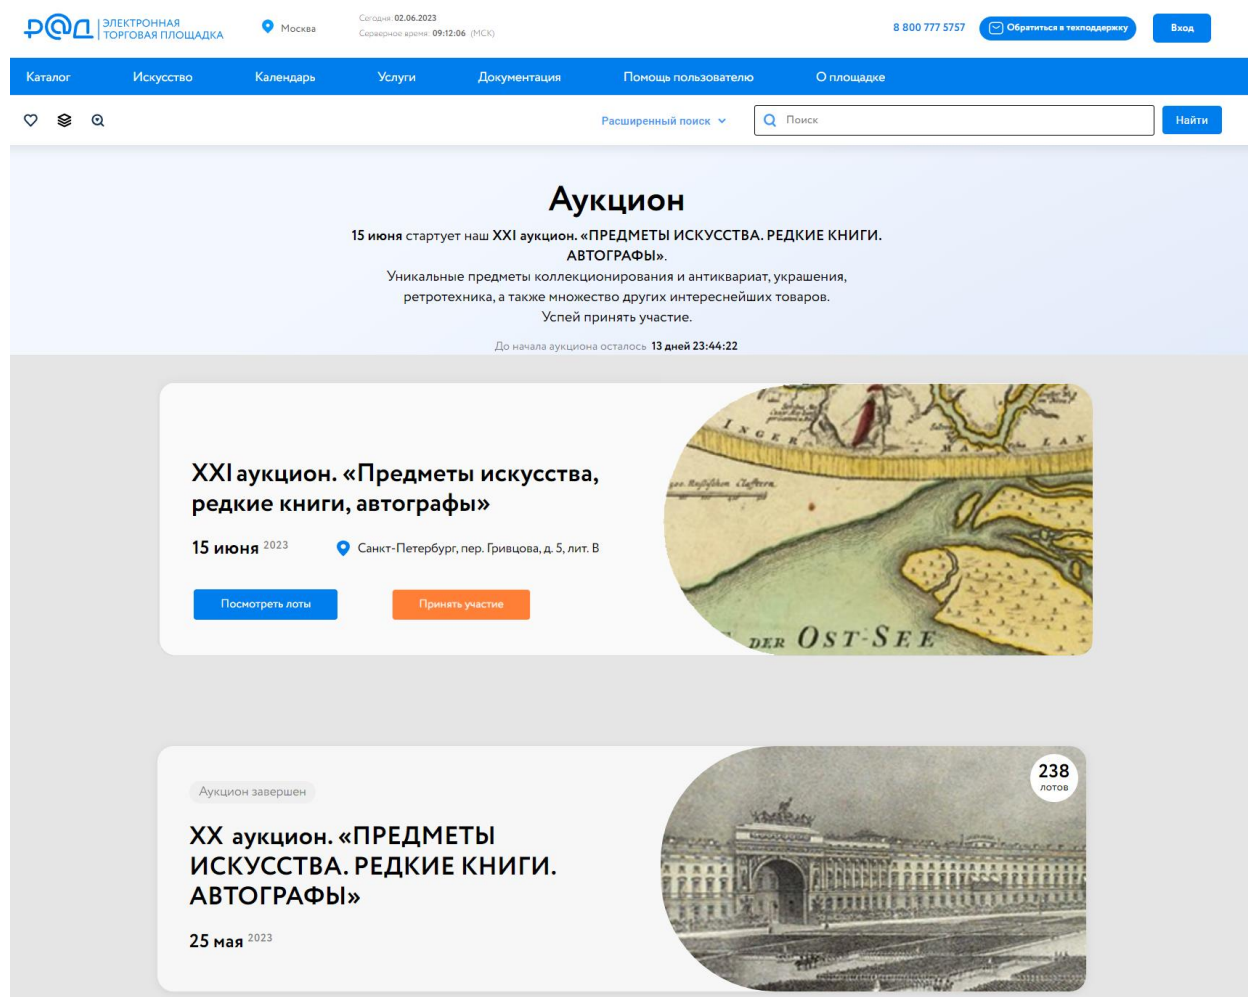 РАД ЭЛЕКТРОННАЯ
ТОРГОВАЯ ПЛОЩАДКА
Москва
Сегодня: 02.06.2023
Серверное время: 09:12:06 (МСК)
8 800 777 5757
Обратиться в техподдержку
Вход
Каталог Искусство Календарь Услуги Документация Помощь пользователю О площадке
Расширенный поиск
Поиск
Найти
Аукцион
15 июня стартует наш XXI аукцион. «ПРЕДМЕТЫ ИСКУССТВА. РЕДКИЕ КНИГИ.
АВТОГРАФЫ».
Уникальные предметы коллекционирования и антиквариат, украшения,
ретротехника, а также множество других интереснейших товаров.
Успей принять участие.
До начала аукциона осталось 13 дней 23:44:22
XXI аукцион. «Предметы искусства,
редкие книги, автографы»
15 июня 2023
Санкт-Петербург, пер. Гривцова, д. 5, лит. В
Посмотреть лоты
Принять участие
INGER MAN LAN
DER OST-SEE
238
лотов
Аукцион завершен
XX аукцион. «ПРЕДМЕТЫ
ИСКУССТВА. РЕДКИЕ КНИГИ.
АВТОГРАФЫ»
25 мая 2023